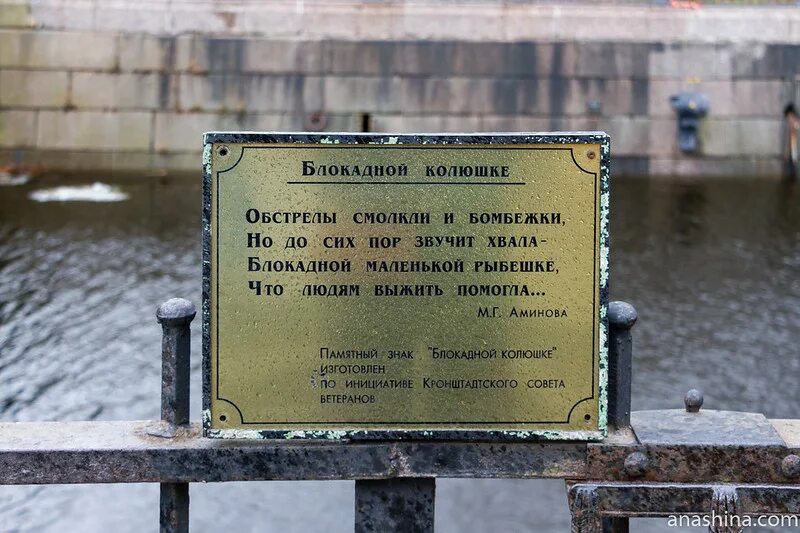 Блокадной колюшке
Обстрелы смолкли и бомбежки,
Но до сих пор звучит хвала-
Блокадной маленькой рыбешке,
Что людям выжить помогла...
М.Г. Аминова
Памятный знак "Блокадной колюшке"
изготовлен
по инициативе Кронштадтского совета
ветеранов
anashina.com